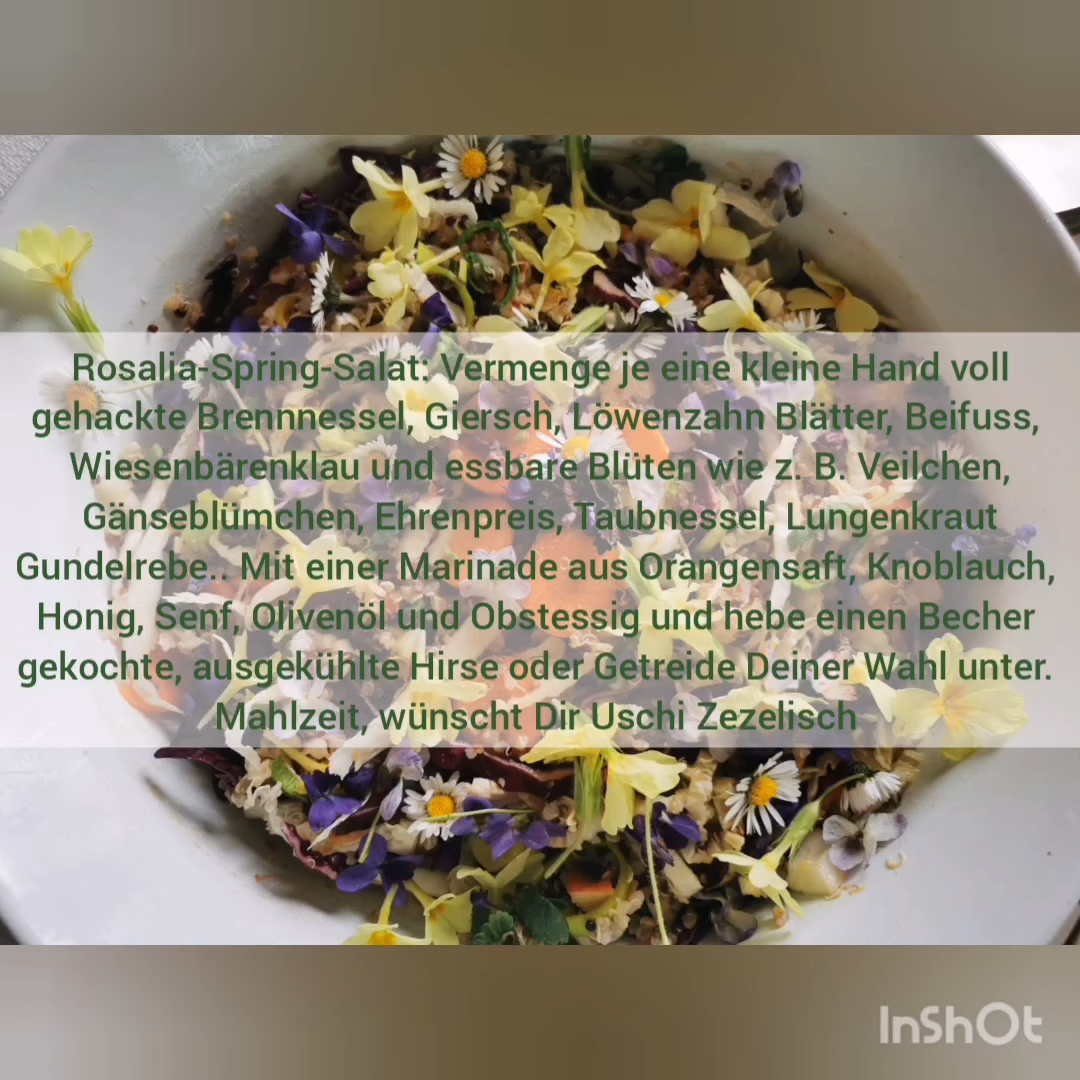 Rosalia-Spring-Salat: Vermenge je eine kleine Hand voll
gehackte Brennnessel, Giersch, Löwenzahn Blätter, Beifuss,
Wiesenbärenklau und essbare Blüten wie z. B. Veilchen,
Gänseblümchen, Ehrenpreis, Taubnessel, Lungenkraut
Gundelrebe.. Mit einer Marinade aus Orangensaft, Knoblauch,
Honig, Senf, Olivenöl und Obstessig und hebe einen Becher
gekochte, ausgekühlte Hirse oder Getreide Deiner Wahl unter.
Mahlzeit, wünscht Dir Uschi Zezelisch
InShOt